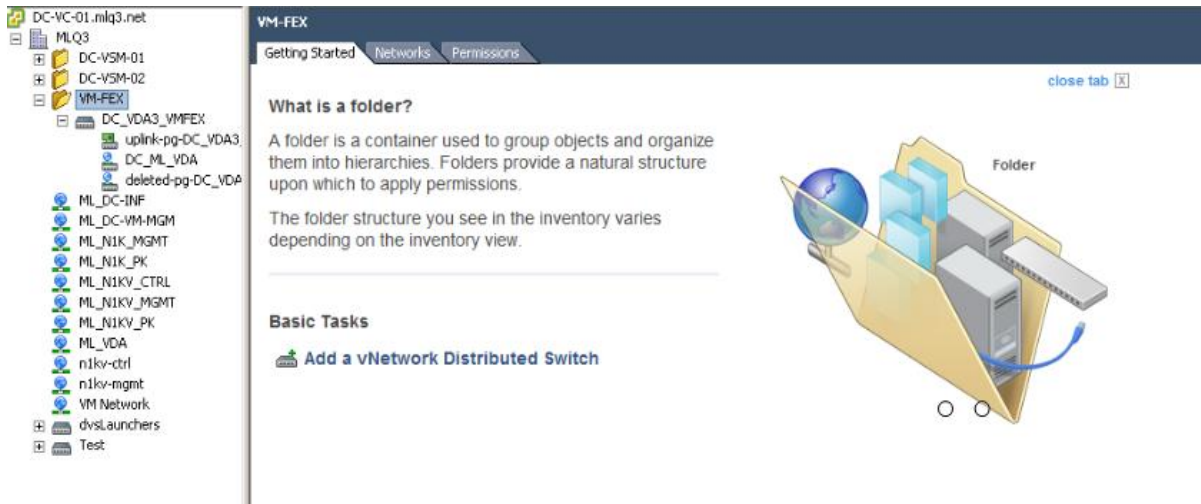 DC-VC-01.mlq3.net
MLQ3
DC-VSM-01
DC-VSM-02
VM-FEX
DC_VDA3_VMFEX
uplink-pg-DC_VDA3_
DC_ML_VDA
deleted-pg-DC_VDA
ML_DC-INF
ML_DC-VM-MGM
ML_N1K_MGMT
ML_N1K_PK
ML_N1KV_CTRL
ML_N1KV_MGMT
ML_N1KV_PK
ML_VDA
n1kv-ctrl
n1kv-mgmt
VM Network
dvsLaunchers
Test
VM-FEX
Getting Started Networks Permissions
close tab X
What is a folder?
A folder is a container used to group objects and organize
them into hierarchies. Folders provide a natural structure
upon which to apply permissions.
The folder structure you see in the inventory varies
depending on the inventory view.
Folder
Basic Tasks
Add a vNetwork Distributed Switch